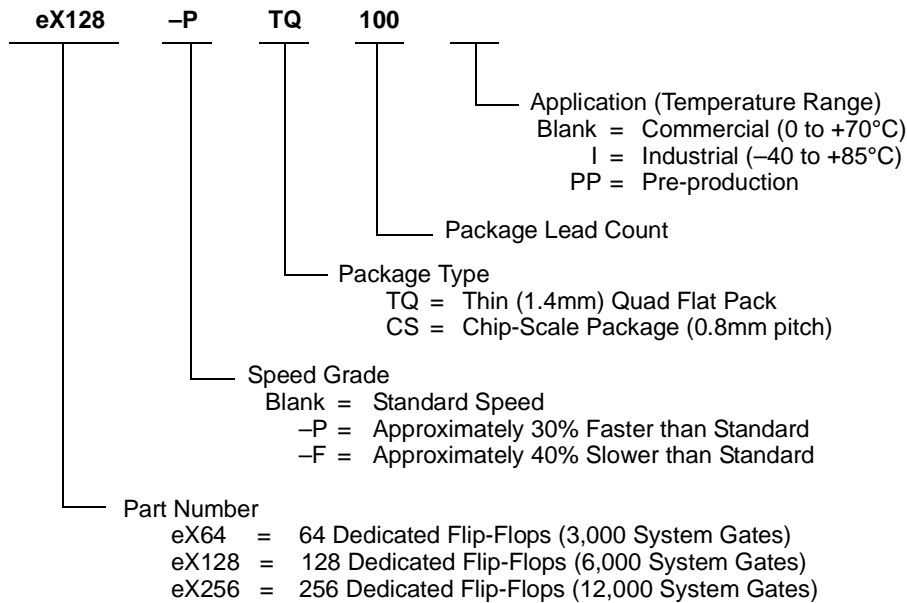 eX128 –P TQ 100
Application (Temperature Range)
Blank = Commercial (0 to +70°C)
I = Industrial (–40 to +85°C)
PP = Pre-production
Package Lead Count
Package Type
TQ = Thin (1.4mm) Quad Flat Pack
CS = Chip-Scale Package (0.8mm pitch)
Speed Grade
Blank = Standard Speed
–P = Approximately 30% Faster than Standard
–F = Approximately 40% Slower than Standard
Part Number
eX64 = 64 Dedicated Flip-Flops (3,000 System Gates)
eX128 = 128 Dedicated Flip-Flops (6,000 System Gates)
eX256 = 256 Dedicated Flip-Flops (12,000 System Gates)